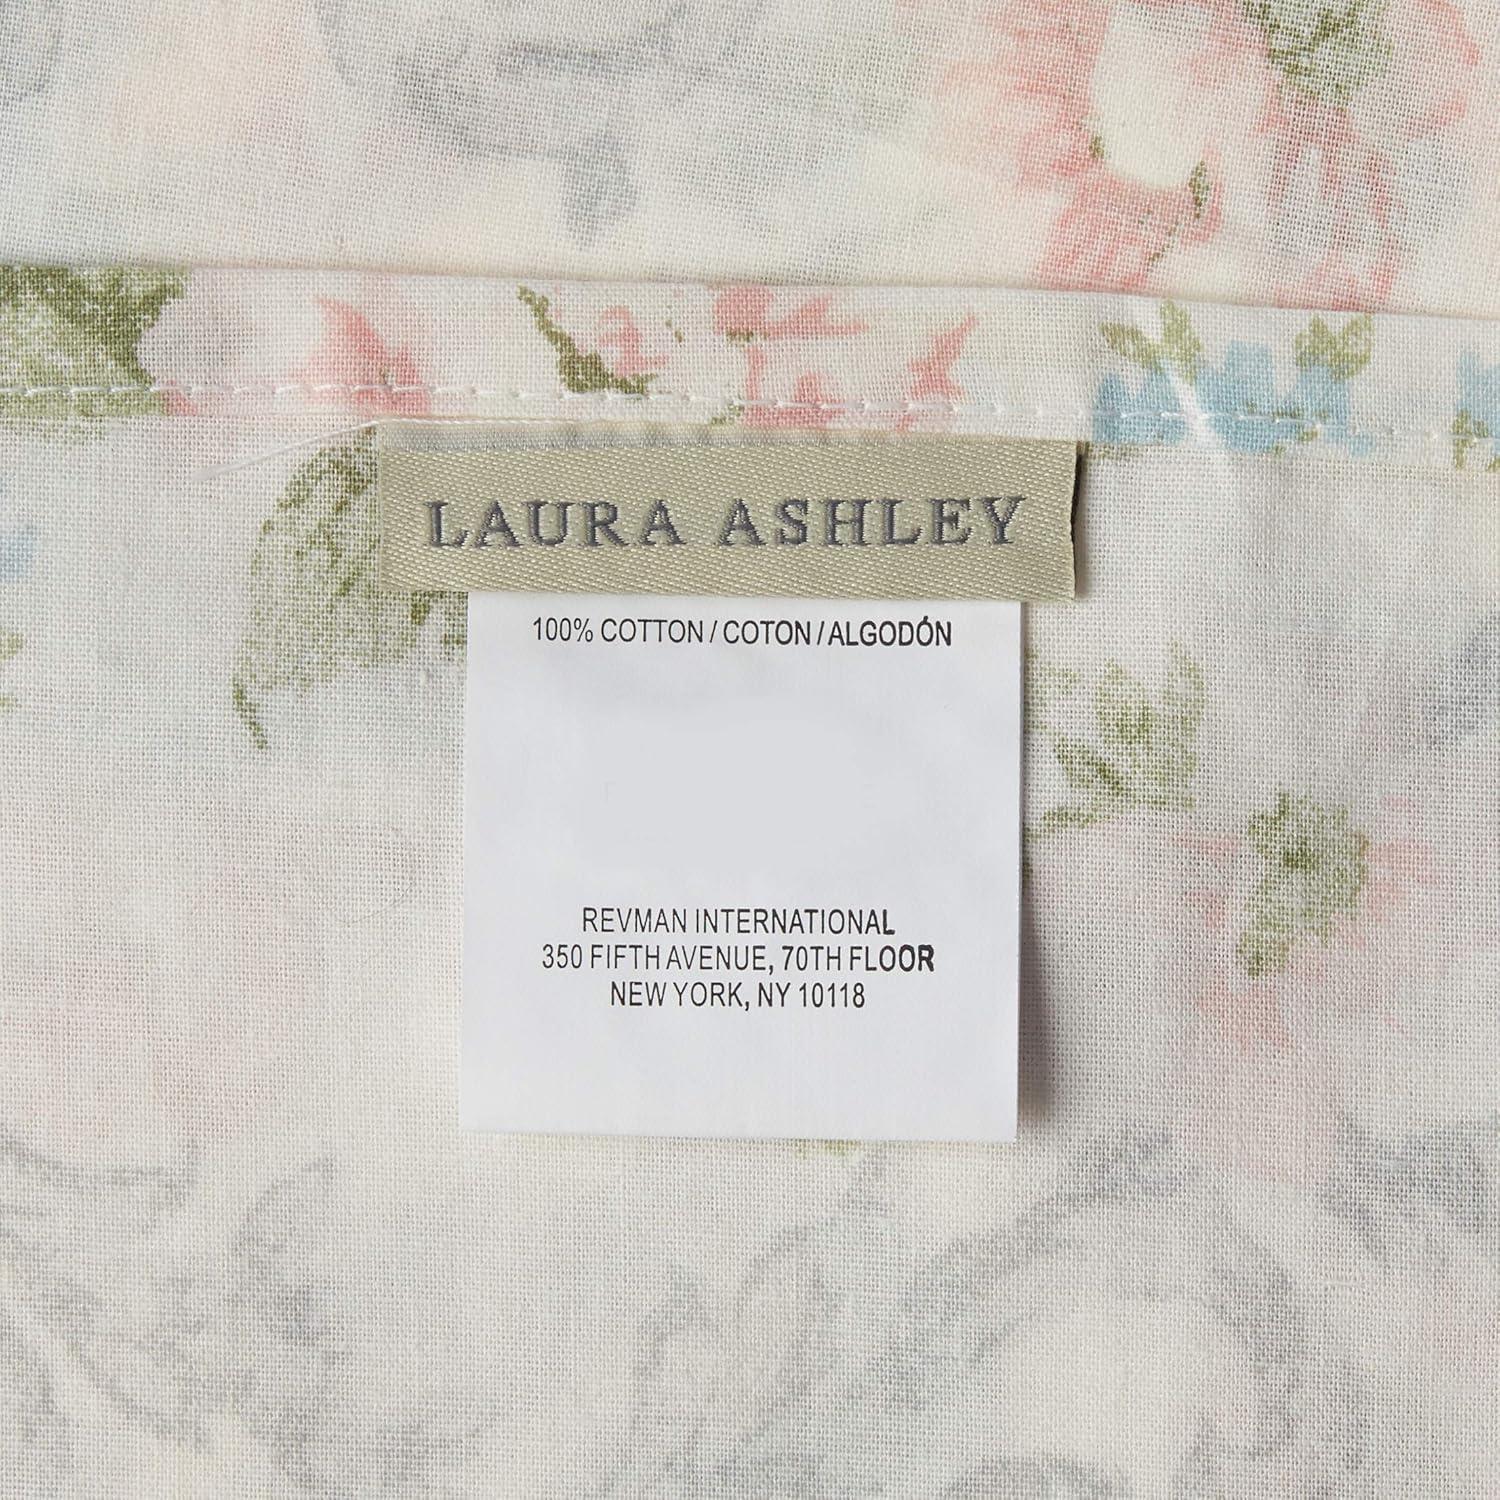 LAURA ASHLEY
100% COTTON / COTON / ALGODÓN
REVMAN INTERNATIONAL
350 FIFTH AVENUE, 70TH FLOOR
NEW YORK, NY 10118